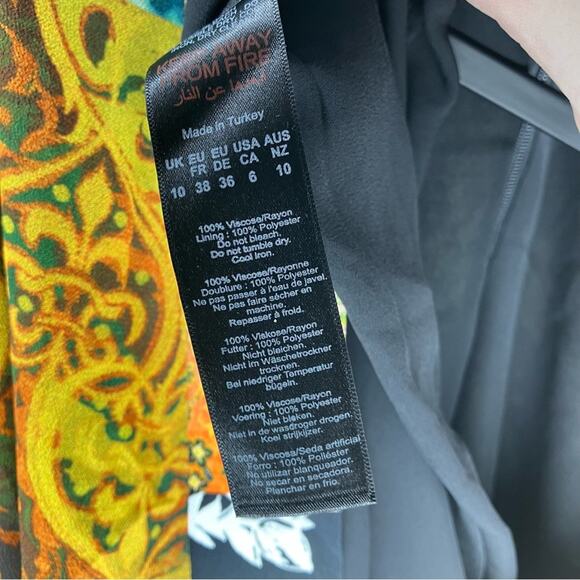 KEEP AWAY
FROM FIRE
Made in Turkey
UK EU EU USA AUS
FR DE CA NZ
10 38 36 6 10
100% Viscose/Rayon
Lining : 100% Polyester
Do not bleach.
Do not tumble dry.
Cool Iron.
100% Viscose/Rayonne
Doublure : 100% Polyester
Ne pas passer à l'eau de javel.
Ne pas faire sécher en
machine.
Repasser à froid.
100% Viskose/Rayon
Futter : 100% Polyester
Nicht bleichen.
Nicht im Wäschetrockner
trocknen.
Bei niedriger Temperatur
bügeln.
100% Viscose/Rayon
Voering : 100% Polyester
Niet bleken.
Niet in de wasdroger drogen.
Koel strijkijzer.
100% Viscosa/Seda artificial
Forro : 100% Poliéster
No utilizar blanqueador.
No secar en secadora.
Planchar en frio.